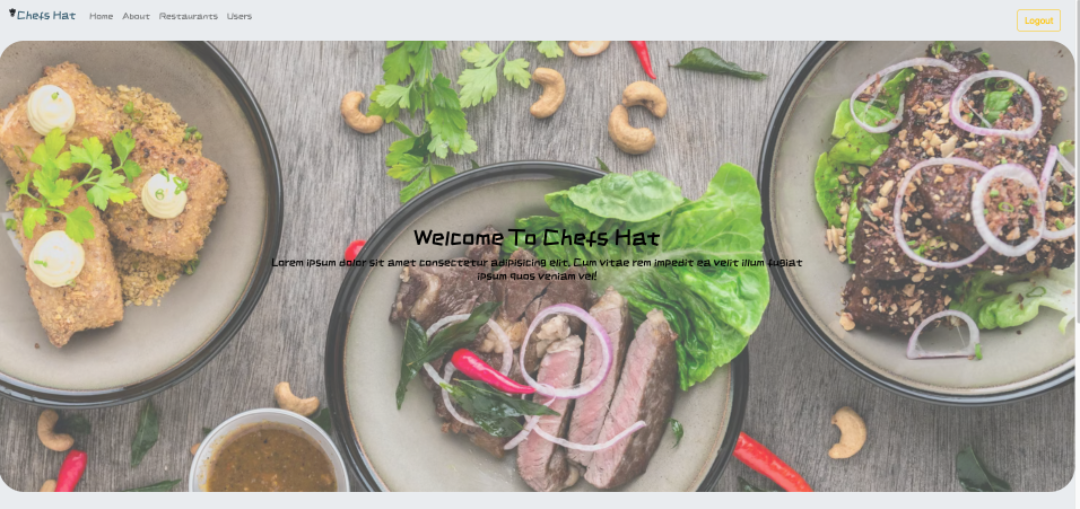 Chefs Hat Home About Restaurants Users Logout
Welcome To Chefs Hat
Lorem ipsum dolor sit amet consectetur adipisicing elit. Cum vitae rem impedit ea velit illum fugiat
ipsum quos veniam vel!